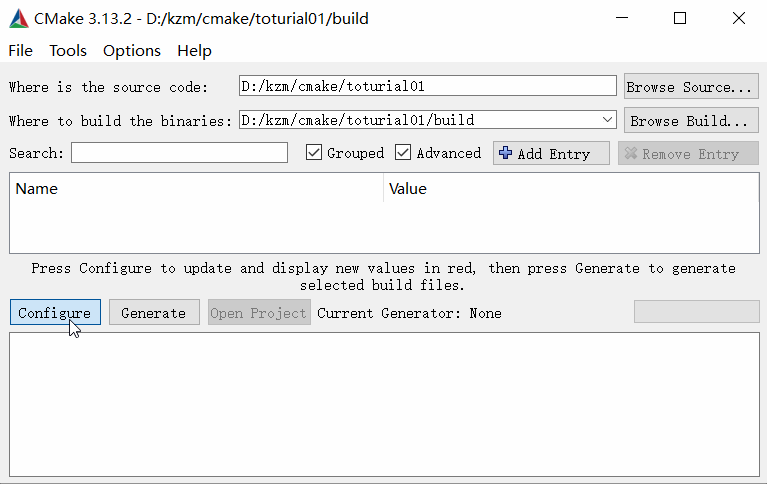 CMake 3.13.2 - D:/kzm/cmake/toturial01/build
File Tools Options Help
Where is the source code: D:/kzm/cmake/toturial01 Browse Source...
Where to build the binaries: D:/kzm/cmake/toturial01/build Browse Build...
Search: Grouped Advanced Add Entry Remove Entry
Name Value
Press Configure to update and display new values in red, then press Generate to generate
selected build files.
Configure Generate Open Project Current Generator: None